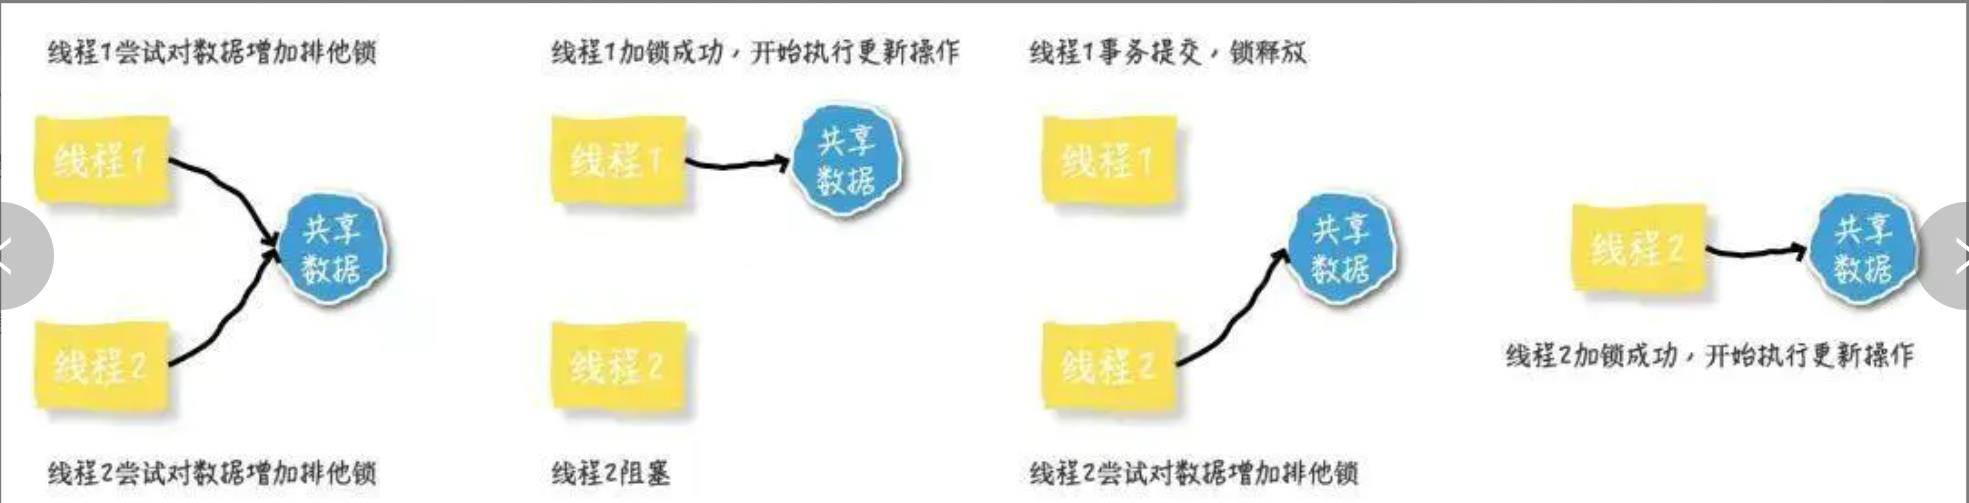 线程1尝试对数据增加排他锁
线程1
共享
数据
线程2
线程2尝试对数据增加排他锁
线程1加锁成功，开始执行更新操作
线程1
共享
数据
线程2
线程2阻塞
线程1事务提交，锁释放
线程1
共享
数据
线程2
线程2尝试对数据增加排他锁
线程2
共享
数据
线程2加锁成功，开始执行更新操作